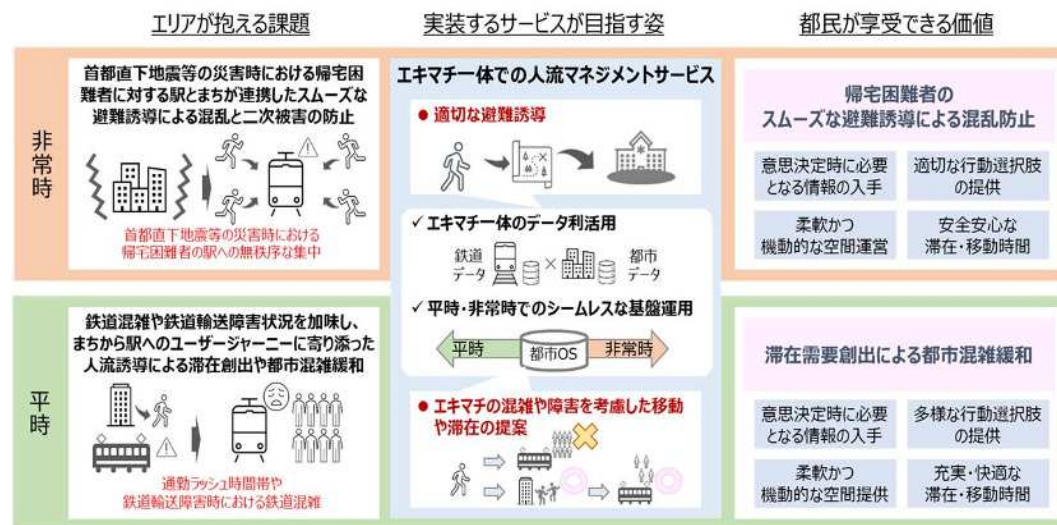 エリアが抱える課題
実装するサービスが目指す姿
都民が享受できる価値
非常時
首都直下地震等の災害時における帰宅困
難者に対する駅とまちが連携したスムーズな
避難誘導による混乱と二次被害の防止
首都直下地震等の災害時における
帰宅困難者の駅への無秩序な集中
エキマチ一体での人流マネジメントサービス
● 適切な避難誘導
✓ エキマチ一体のデータ利活用
鉄道
データ
×
都市
データ
✓ 平時・非常時でのシームレスな基盤運用
平時
都市OS
非常時
帰宅困難者の
スムーズな避難誘導による混乱防止
意思決定時に必要
となる情報の入手
適切な行動選択肢
の提供
柔軟かつ
機動的な空間運営
安全安心な
滞在・移動時間
平時
鉄道混雑や鉄道輸送障害状況を加味し、
まちから駅へのユーザージャーニーに寄り添った
人流誘導による滞在創出や都市混雑緩和
通勤ラッシュ時間帯や
鉄道輸送障害時における鉄道混雑
● エキマチの混雑や障害を考慮した移動
や滞在の提案
滞在需要創出による都市混雑緩和
意思決定時に必要
となる情報の入手
多様な行動選択肢
の提供
柔軟かつ
機動的な空間提供
充実・快適な
滞在・移動時間